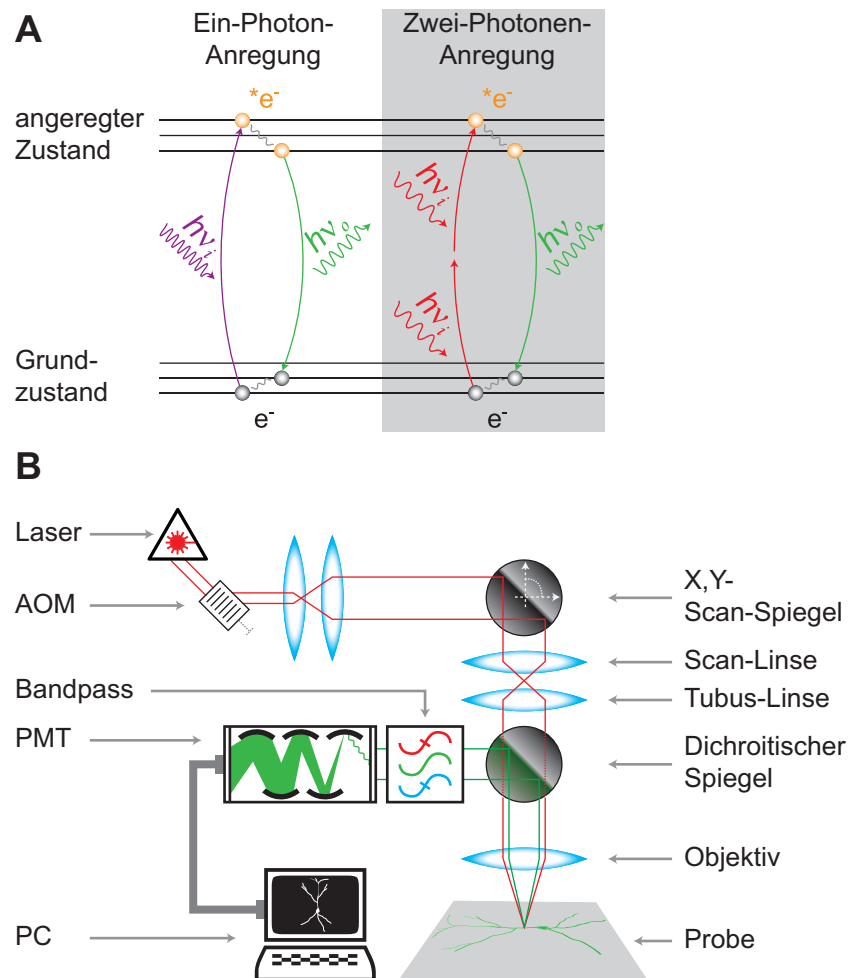 A
Ein-Photon-
Anregung
Zwei-Photonen-
Anregung
*e-
*e-
angeregter
Zustand
hνi
hνo
hνi
hνo
hνi
Grund-
zustand
e-
e-
B
Laser
AOM
Bandpass
PMT
PC
X,Y-
Scan-Spiegel
Scan-Linse
Tubus-Linse
Dichroitischer
Spiegel
Objektiv
Probe